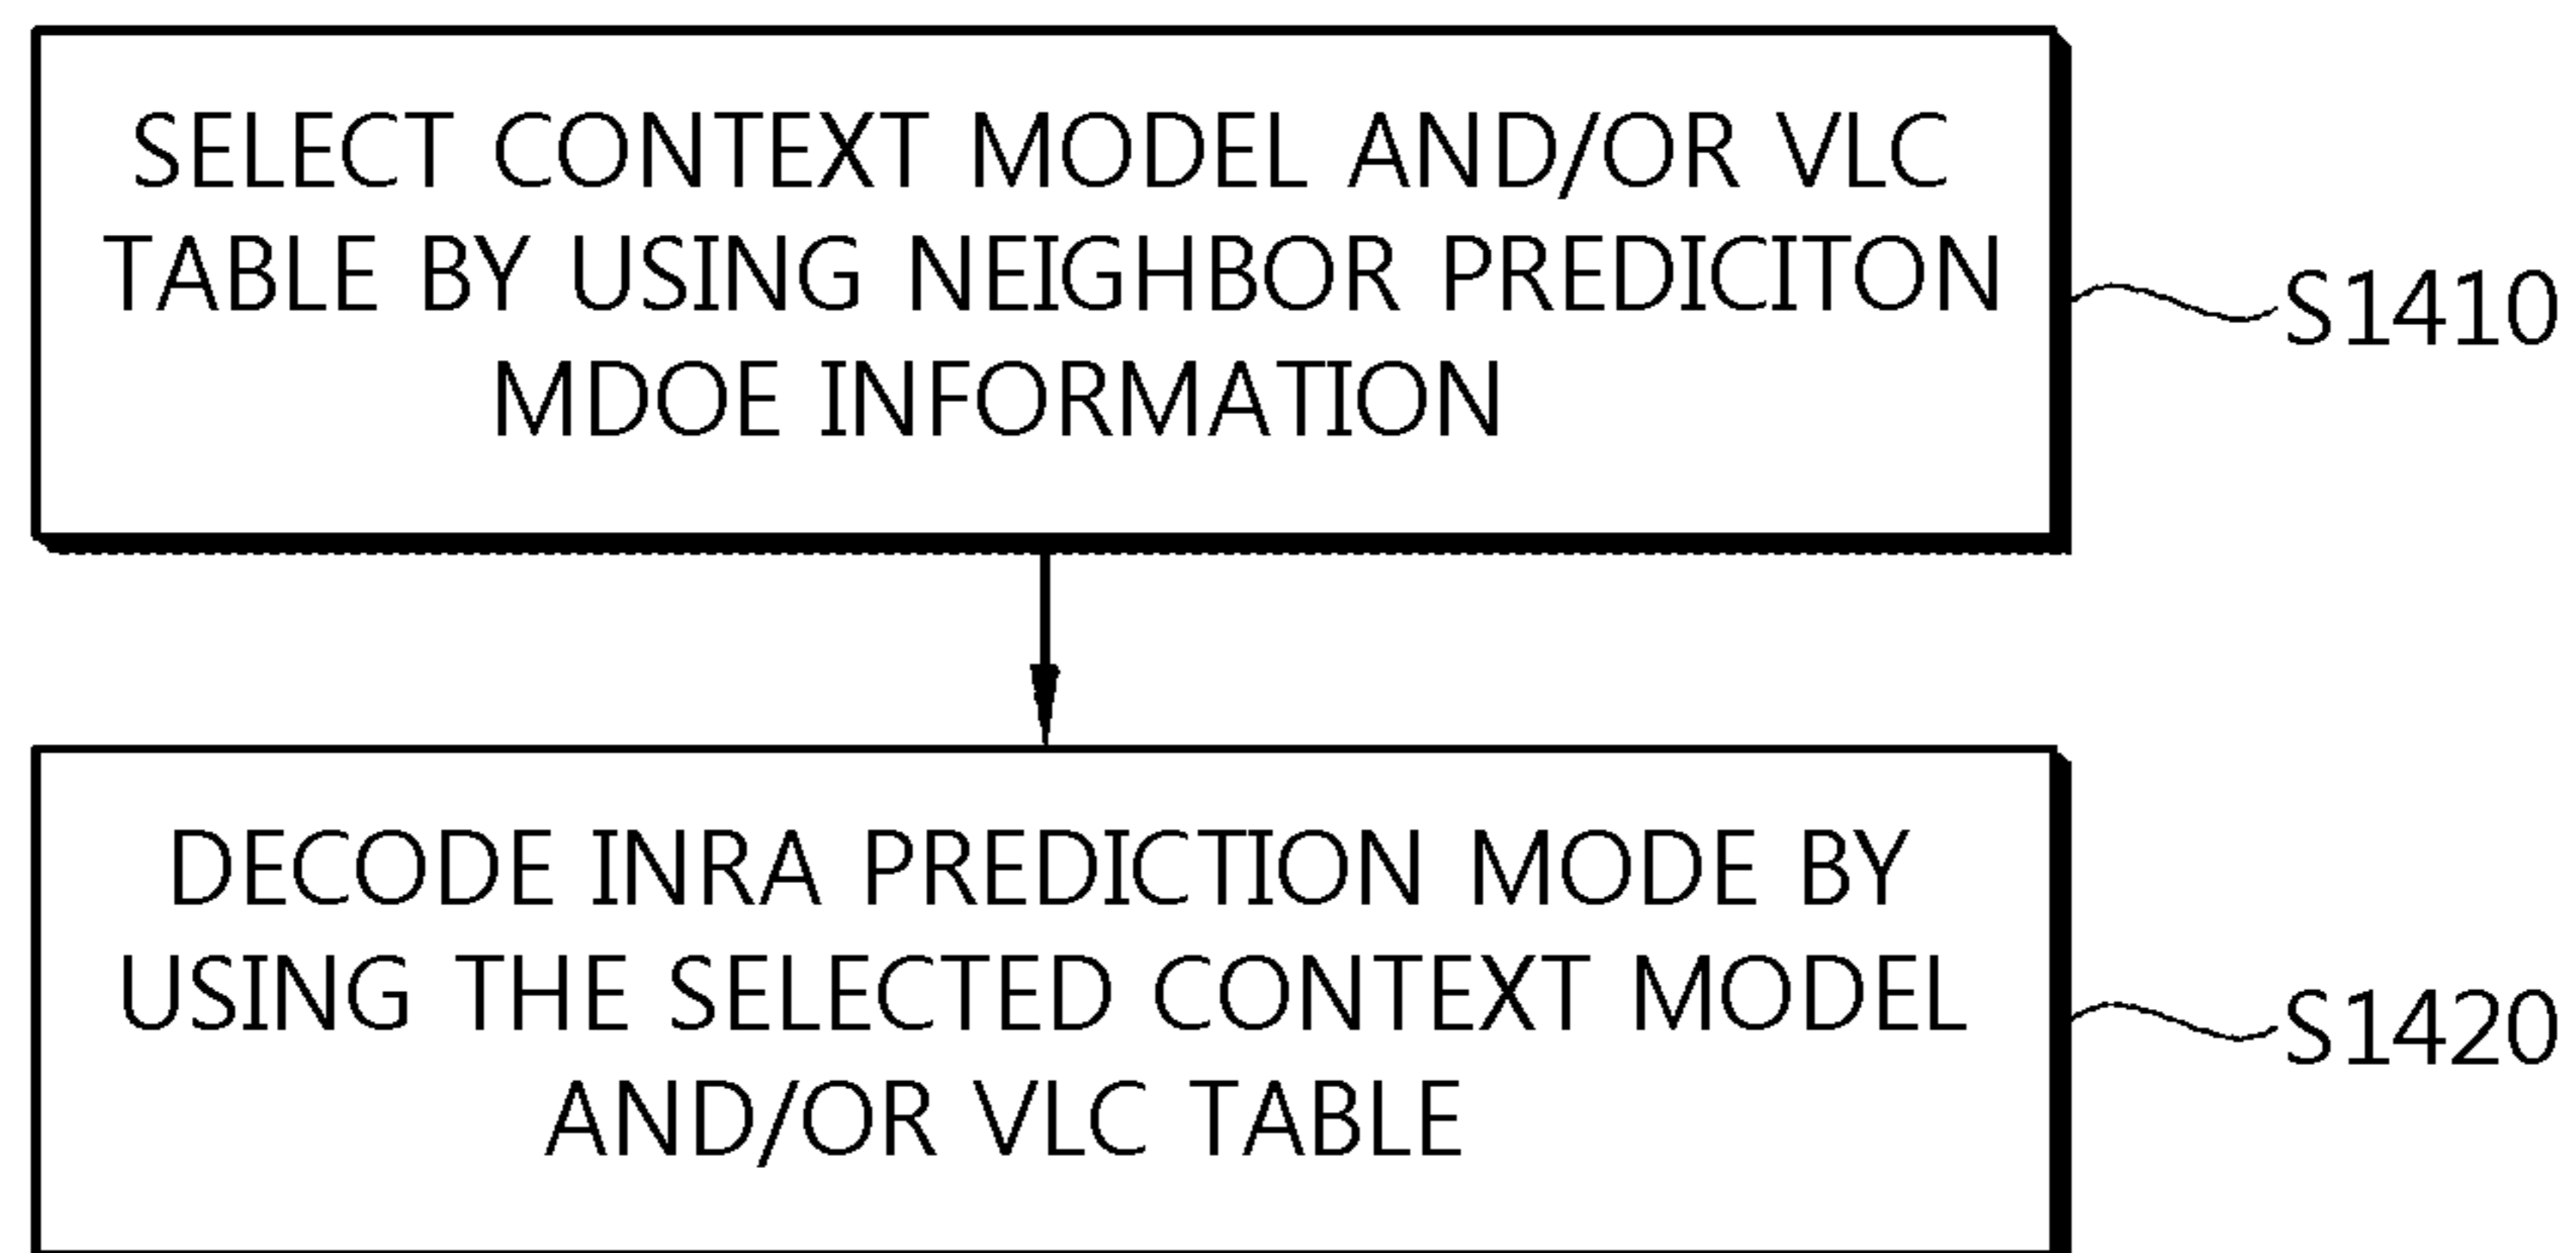 SELECT CONTEXT MODEL AND/OR VLC
TABLE BY USING NEIGHBOR PREDICITON
MDOE INFORMATION
S1410
DECODE INRA PREDICTION MODE BY
USING THE SELECTED CONTEXT MODEL
AND/OR VLC TABLE
S1420